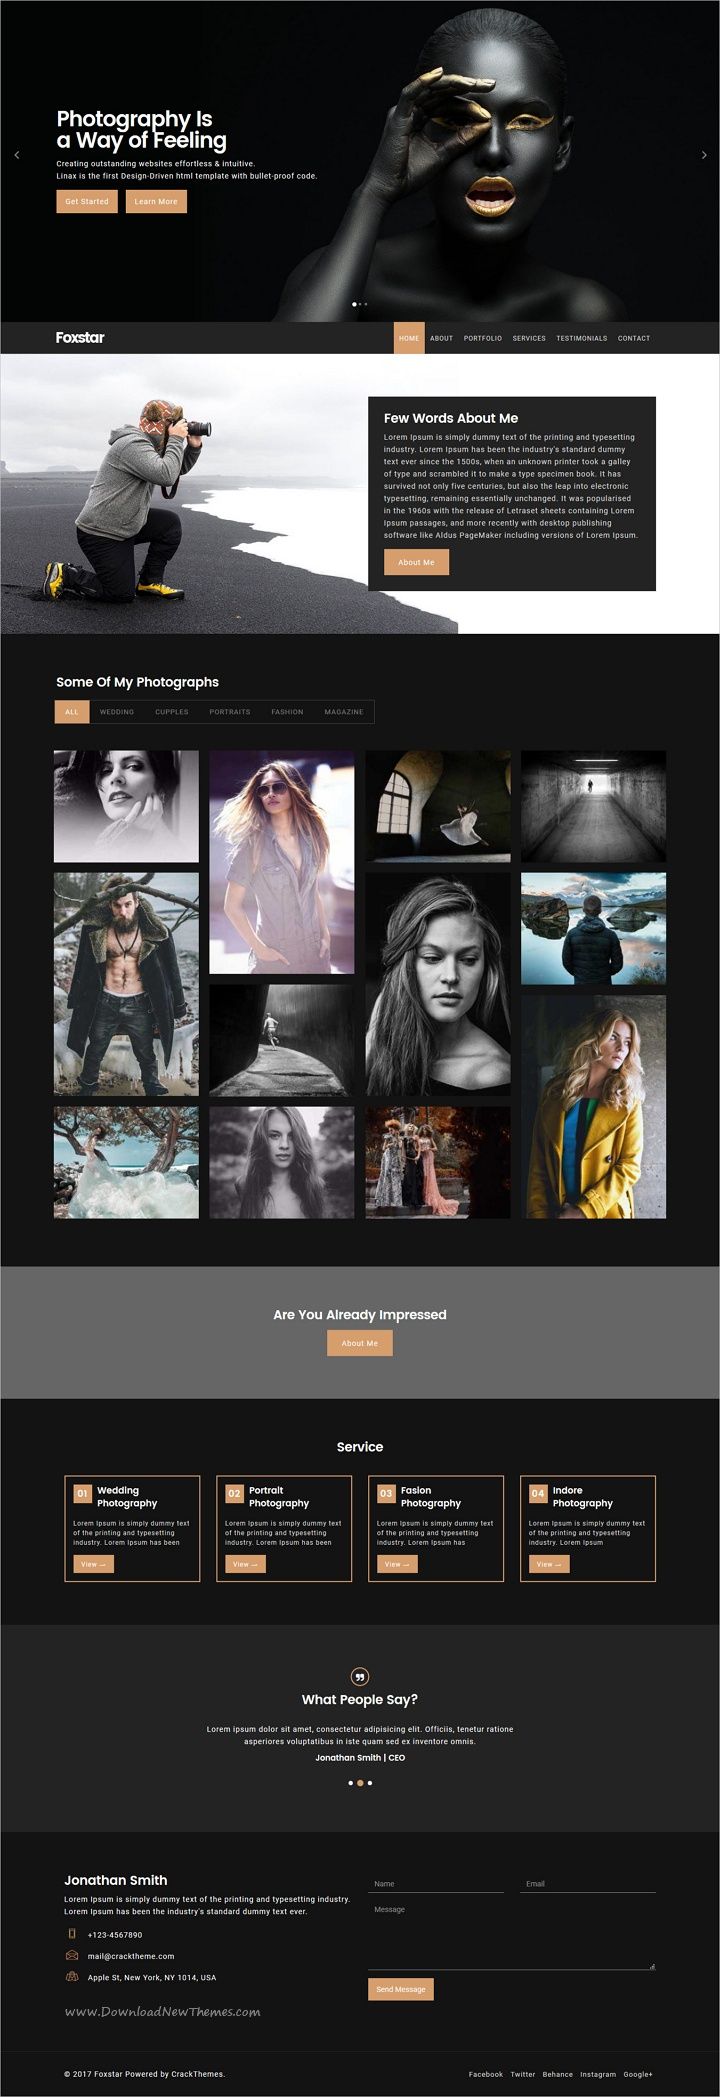 Photography Is
a Way of Feeling
Creating outstanding websites effortless & intuitive.
Linax is the first Design-Driven html template with bullet-proof code.
Get Started Learn More
Foxstar
HOME ABOUT PORTFOLIO SERVICES TESTIMONIALS CONTACT
Few Words About Me
Lorem Ipsum is simply dummy text of the printing and typesetting
industry. Lorem Ipsum has been the industry's standard dummy
text ever since the 1500s, when an unknown printer took a galley
of type and scrambled it to make a type specimen book. It has
survived not only five centuries, but also the leap into electronic
typesetting, remaining essentially unchanged. It was popularised
in the 1960s with the release of Letraset sheets containing Lorem
Ipsum passages, and more recently with desktop publishing
software like Aldus PageMaker including versions of Lorem Ipsum.
About Me
Some Of My Photographs
ALL WEDDING CUPPLES PORTRAITS FASHION MAGAZINE
Are You Already Impressed
About Me
Service
01 Wedding
Photography
Lorem Ipsum is simply dummy text
of the printing and typesetting
industry. Lorem Ipsum has been
View →
02 Portrait
Photography
Lorem Ipsum is simply dummy text
of the printing and typesetting
industry. Lorem Ipsum has been
View →
03 Fasion
Photography
Lorem Ipsum is simply dummy text
of the printing and typesetting
industry. Lorem Ipsum has
View →
04 Indore
Photography
Lorem Ipsum is simply dummy text
of the printing and typesetting
industry. Lorem Ipsum
View →
What People Say?
Lorem ipsum dolor sit amet, consectetur adipisicing elit. Officiis, tenetur ratione
asperiores voluptatibus in iste quam sed ex inventore omnis.
Jonathan Smith | CEO
Jonathan Smith
Lorem Ipsum is simply dummy text of the printing and typesetting industry.
Lorem Ipsum has been the industry's standard dummy text ever.
+123-4567890
mail@cracktheme.com
Apple St, New York, NY 1014, USA
www.DownloadNewThemes.com
Name Email
Message
Send Message
© 2017 Foxstar Powered by CrackThemes.
Facebook Twitter Behance Instagram Google+